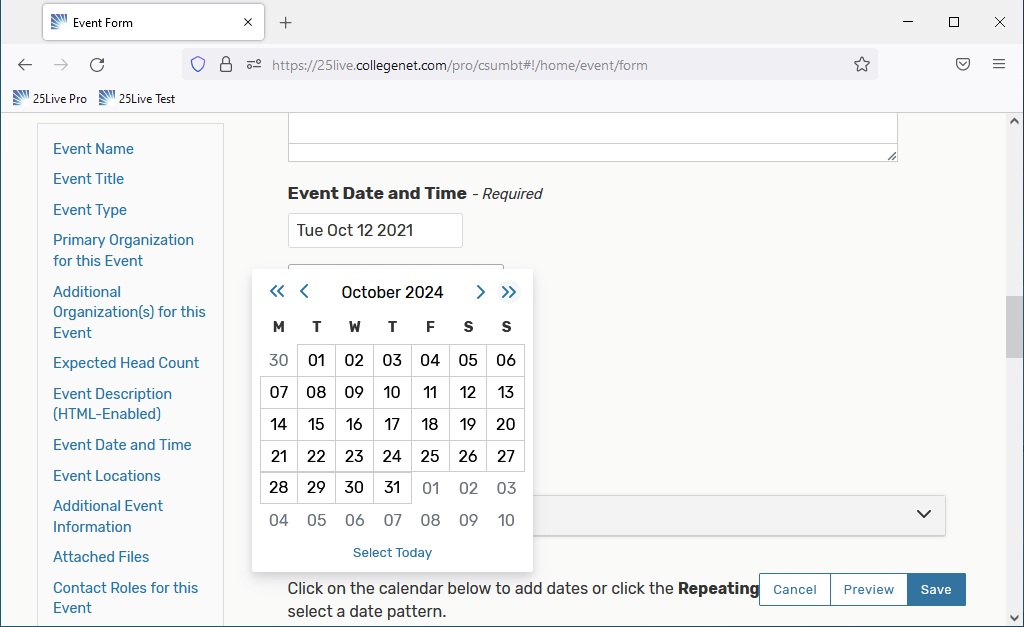 Event Form
https://25live.collegenet.com/pro/csumbt#!/home/event/form
25Live Pro 25Live Test
Event Name
Event Title
Event Type
Primary Organization
for this Event
Additional
Organization(s) for this
Event
Expected Head Count
Event Description
(HTML-Enabled)
Event Date and Time
Event Locations
Additional Event
Information
Attached Files
Contact Roles for this
Event
Event Date and Time - Required
Tue Oct 12 2021
October 2024
M T W T F S S
30 01 02 03 04 05 06
07 08 09 10 11 12 13
14 15 16 17 18 19 20
21 22 23 24 25 26 27
28 29 30 31 01 02 03
04 05 06 07 08 09 10
Select Today
Click on the calendar below to add dates or click the Repeating
select a date pattern.
Cancel Preview Save